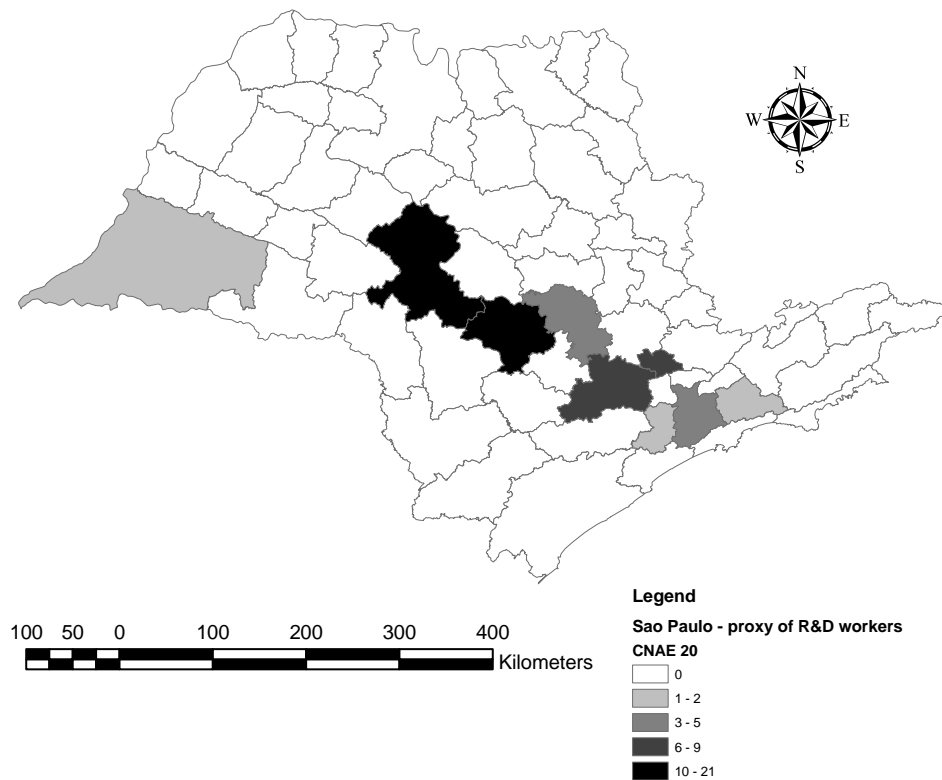 N
W E
S
Legend
Sao Paulo - proxy of R&D workers
CNAE 20
0
1 - 2
3 - 5
6 - 9
10 - 21
100 50 0 100 200 300 400
Kilometers